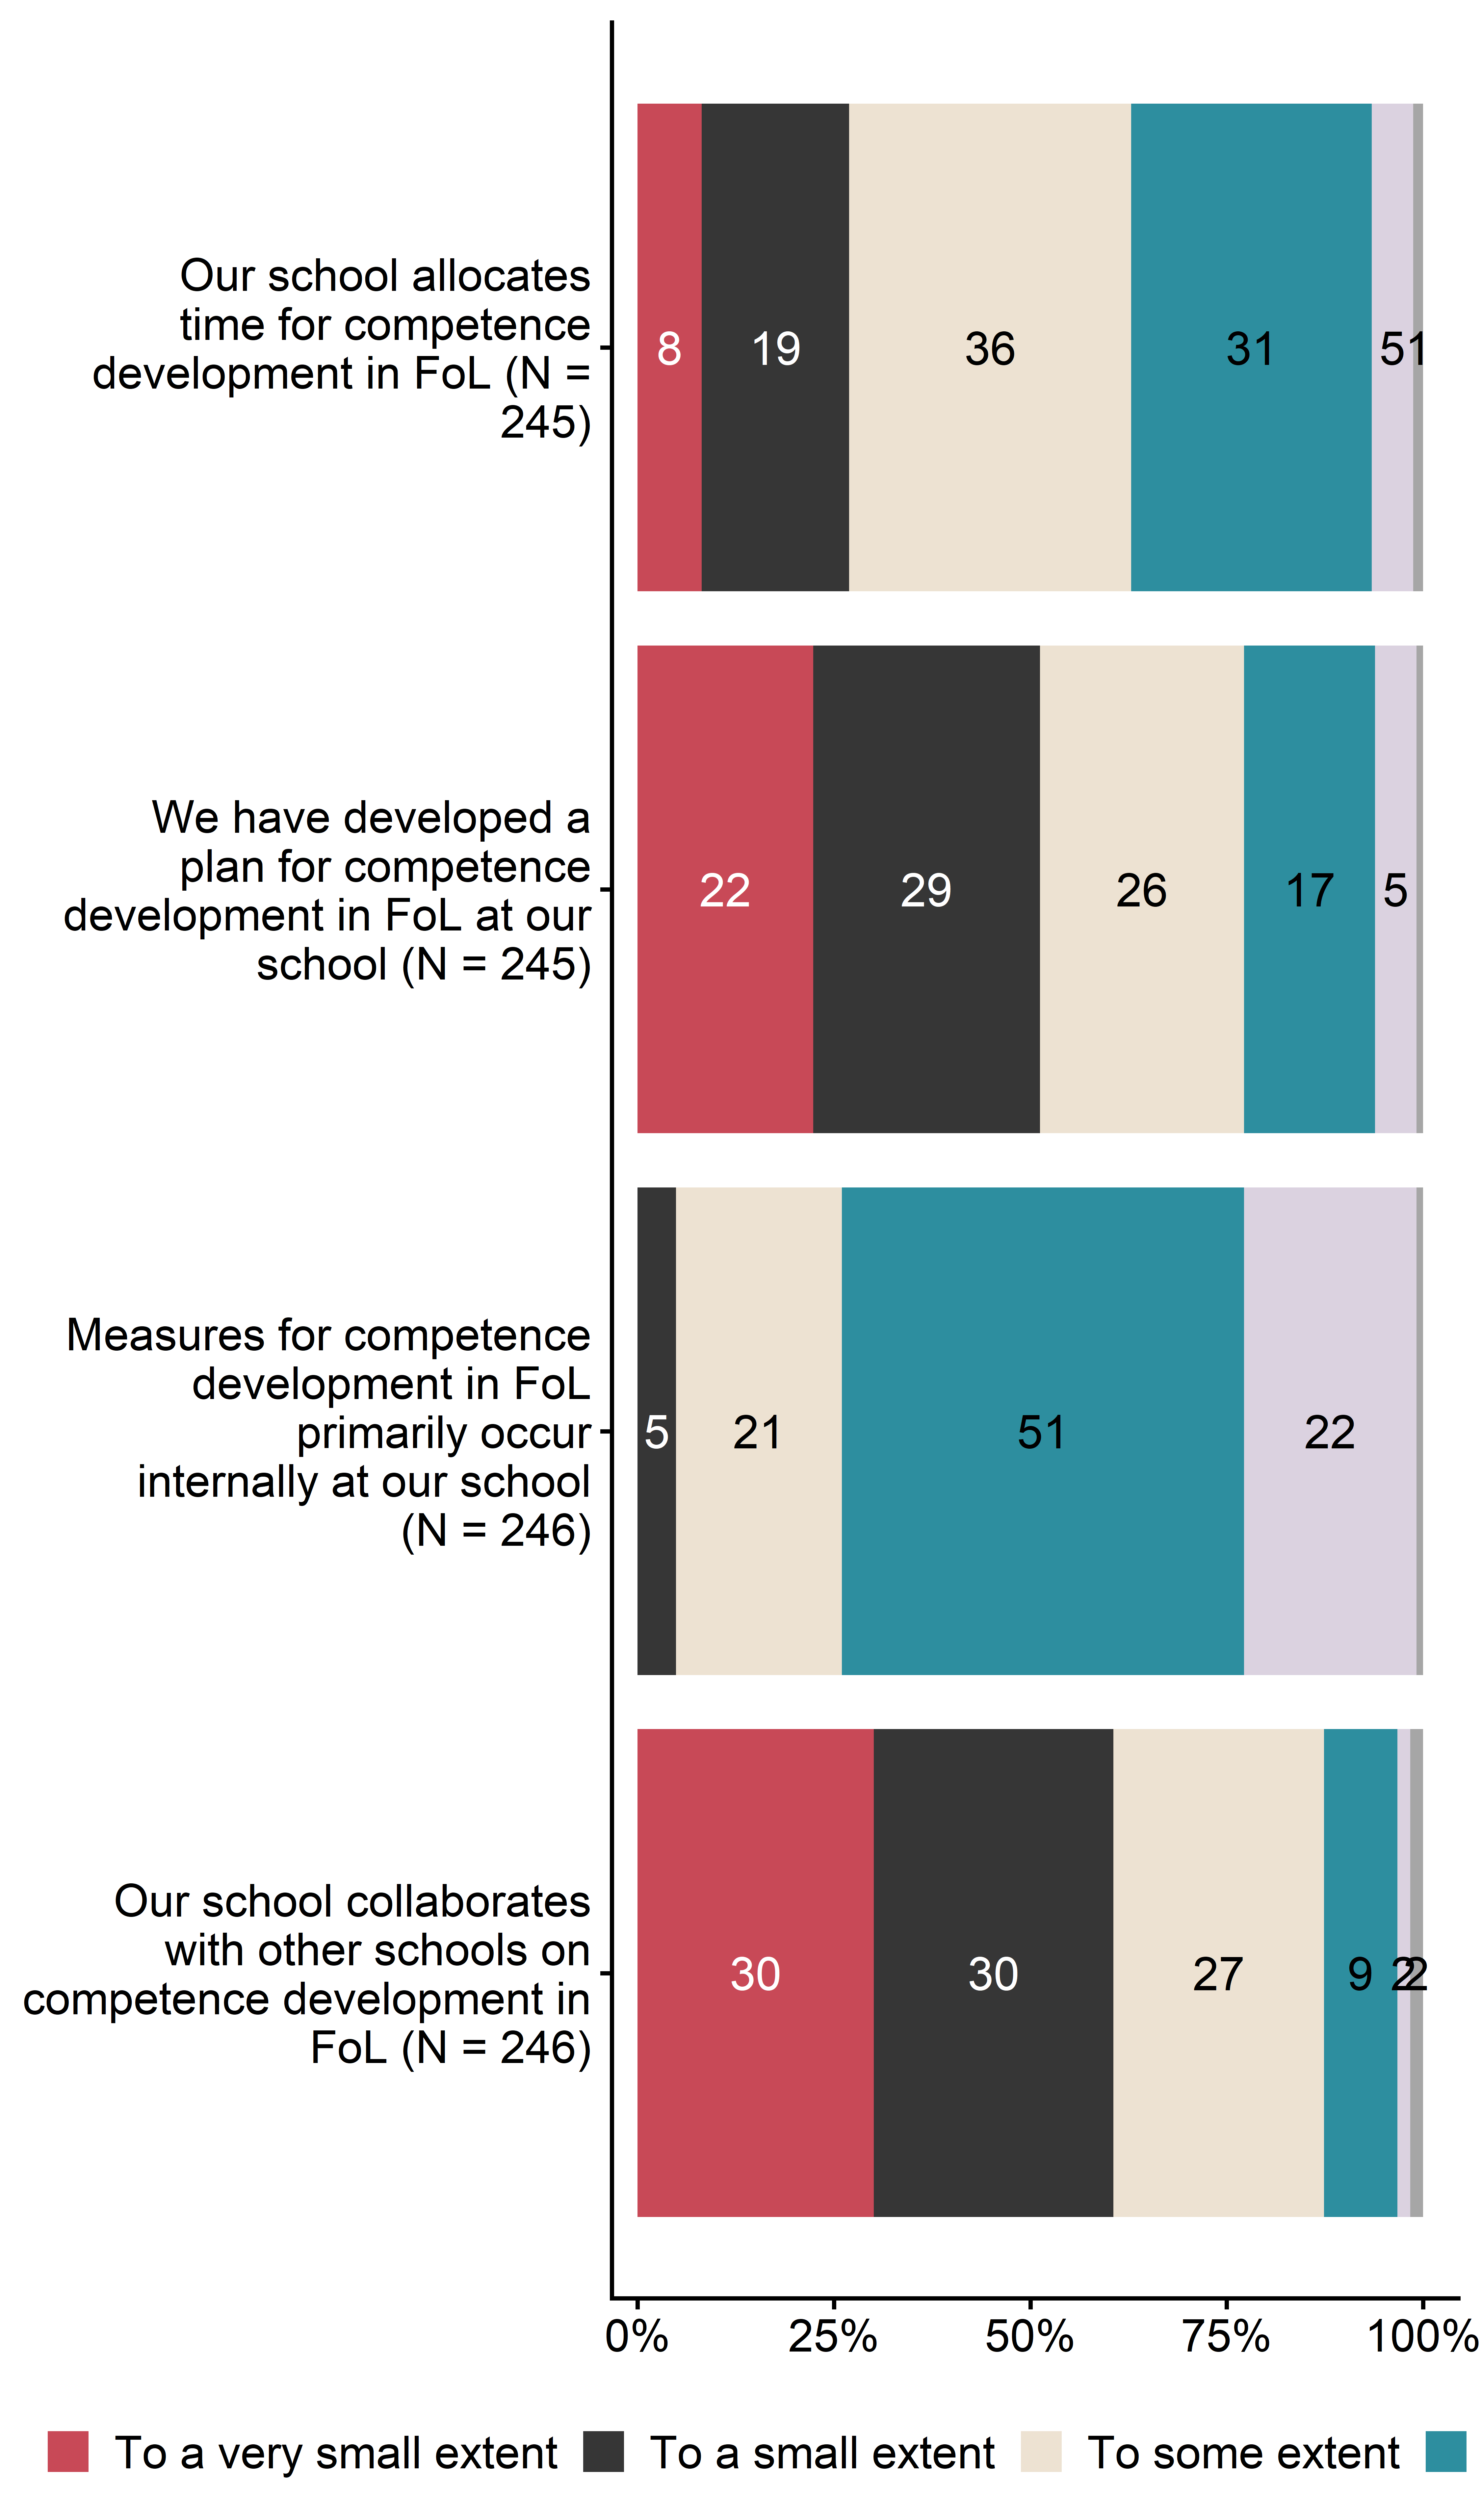 Our school allocates
time for competence
development in FoL (N =
245)
8 19 36 31 5 1
We have developed a
plan for competence
development in FoL at our
school (N = 245)
22 29 26 17 5
Measures for competence
development in FoL
primarily occur
internally at our school
(N = 246)
5 21 51 22
Our school collaborates
with other schools on
competence development in
FoL (N = 246)
30 30 27 9 2 2
0% 25% 50% 75% 100%
To a very small extent To a small extent To some extent